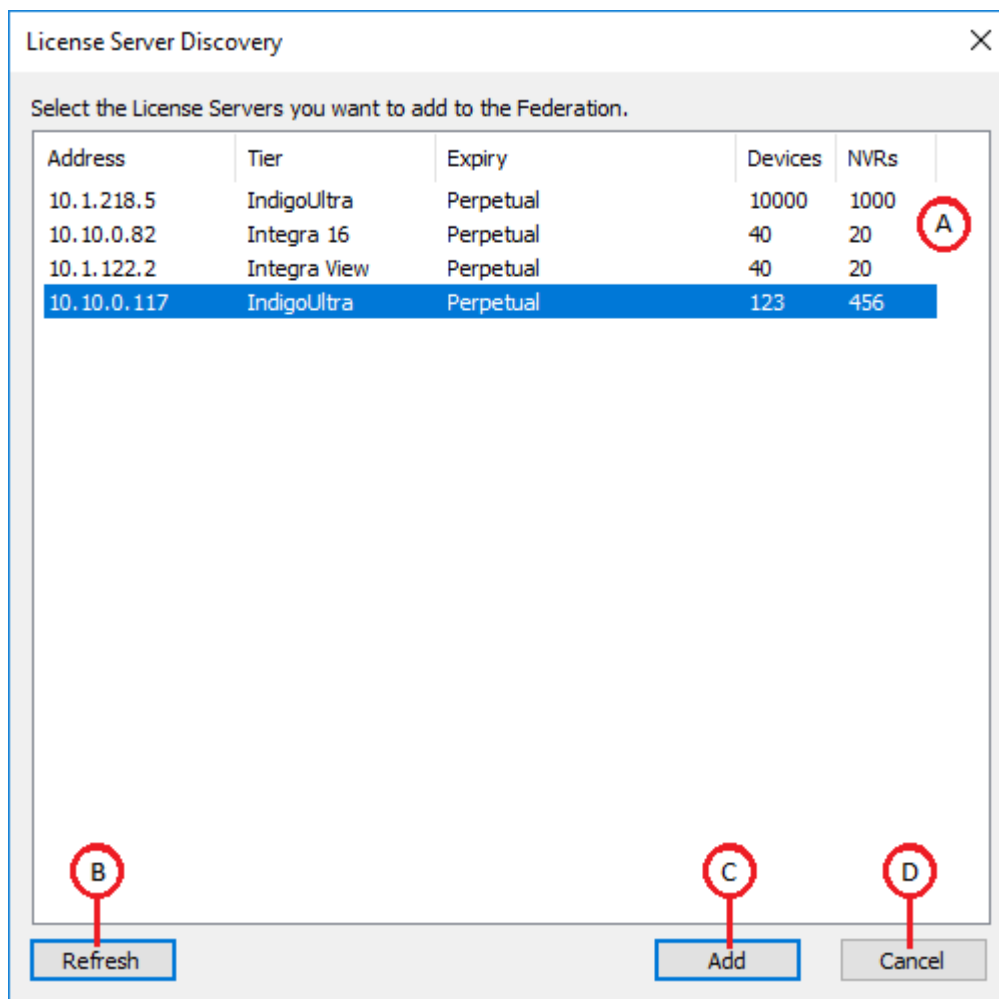 License Server Discovery
Select the License Servers you want to add to the Federation.
Address Tier Expiry Devices NVRs
10.1.218.5 IndigoUltra Perpetual 10000 1000
A
10.10.0.82 Integra 16 Perpetual 40 20
10.1.122.2 Integra View Perpetual 40 20
10.10.0.117 IndigoUltra Perpetual 123 456
B C D
Refresh Add Cancel